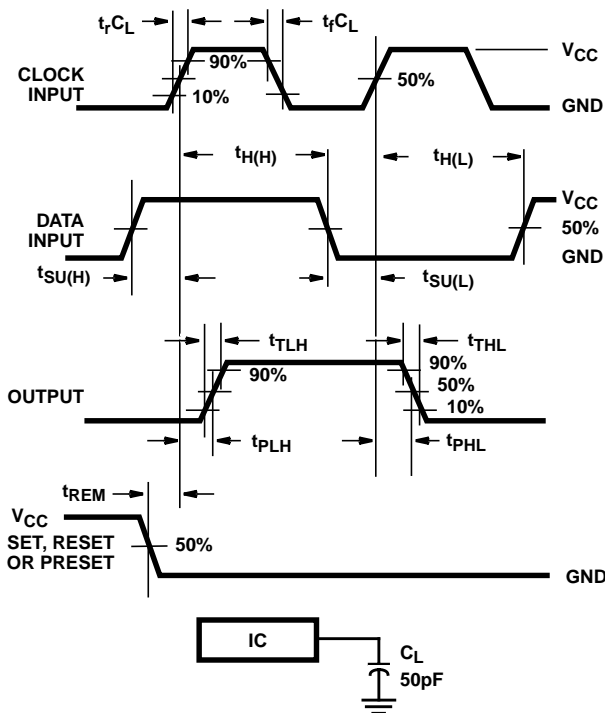 trCL
tfCL
CLOCK
INPUT
90%
10%
50%
VCC
GND
tH(H)
tH(L)
DATA
INPUT
VCC
50%
GND
tSU(H)
tSU(L)
tTLH
tTHL
90%
90%
50%
10%
OUTPUT
tPLH
tPHL
tREM
VCC
SET, RESET
OR PRESET
50%
GND
IC
CL
50pF